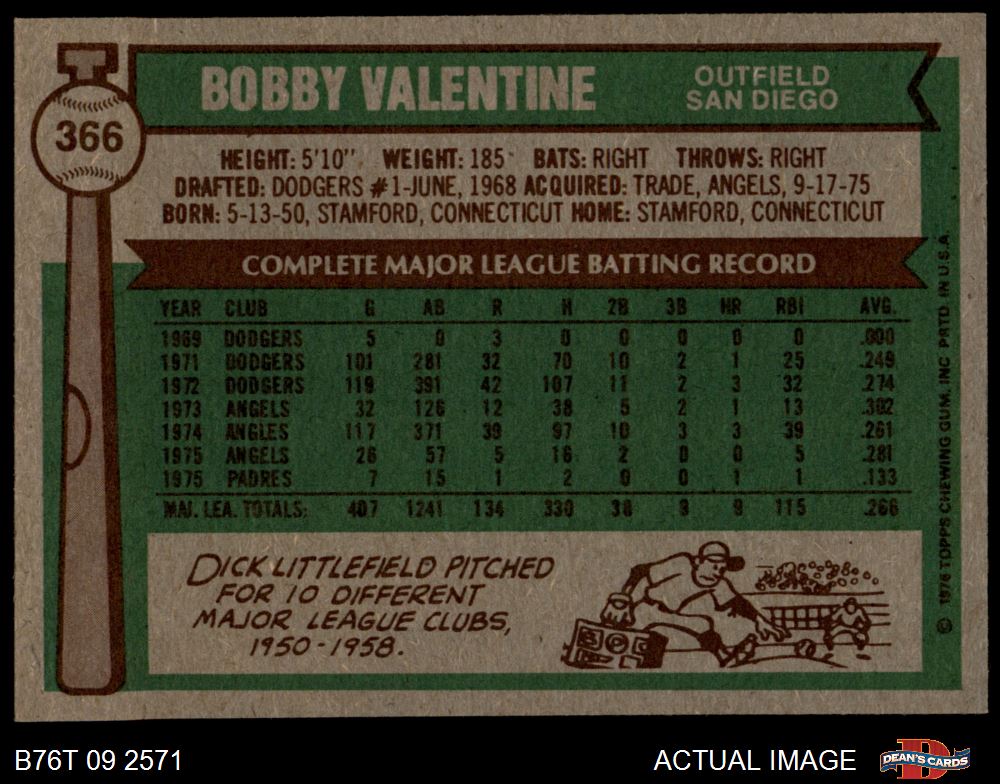 366
BOBBY VALENTINE
OUTFIELD
SAN DIEGO
HEIGHT: 5'10" WEIGHT: 185 BATS: RIGHT THROWS: RIGHT
DRAFTED: DODGERS #1-JUNE, 1968 ACQUIRED: TRADE, ANGELS, 9-17-75
BORN: 5-13-50, STAMFORD, CONNECTICUT HOME: STAMFORD, CONNECTICUT
COMPLETE MAJOR LEAGUE BATTING RECORD
YEAR CLUB G AB R H 2B 3B HR RBI AVG.
1969 DODGERS 5 0 3 0 0 0 0 0 .000
1971 DODGERS 101 281 32 70 10 2 1 25 .249
1972 DODGERS 119 391 42 107 11 2 3 32 .274
1973 ANGELS 32 126 12 38 5 2 1 13 .302
1974 ANGLES 117 371 39 97 10 3 3 39 .261
1975 ANGELS 26 57 5 16 2 0 0 5 .281
1975 PADRES 7 15 1 2 0 0 1 1 .133
MAJ. LEA. TOTALS: 407 1241 134 330 38 9 9 115 .266
DICK LITTLEFIELD PITCHED
FOR 10 DIFFERENT
MAJOR LEAGUE CLUBS,
1950-1958.
© 1976 TOPPS CHEWING GUM, INC PRTD. IN U.S.A.
B76T 09 2571
ACTUAL IMAGE
DEAN'S CARDS